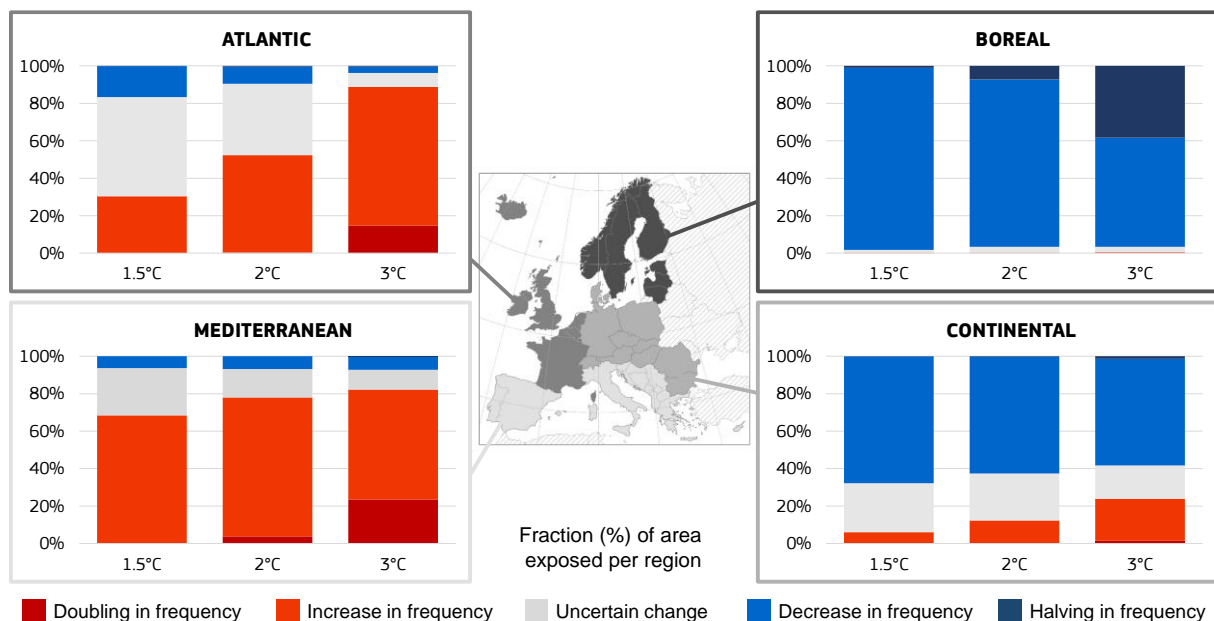 ATLANTIC
100%
80%
60%
40%
20%
0%
1.5°C 2°C 3°C
BOREAL
100%
80%
60%
40%
20%
0%
1.5°C 2°C 3°C
MEDITERRANEAN
100%
80%
60%
40%
20%
0%
1.5°C 2°C 3°C
CONTINENTAL
100%
80%
60%
40%
20%
0%
1.5°C 2°C 3°C
Fraction (%) of area
exposed per region
Doubling in frequency Increase in frequency Uncertain change Decrease in frequency Halving in frequency